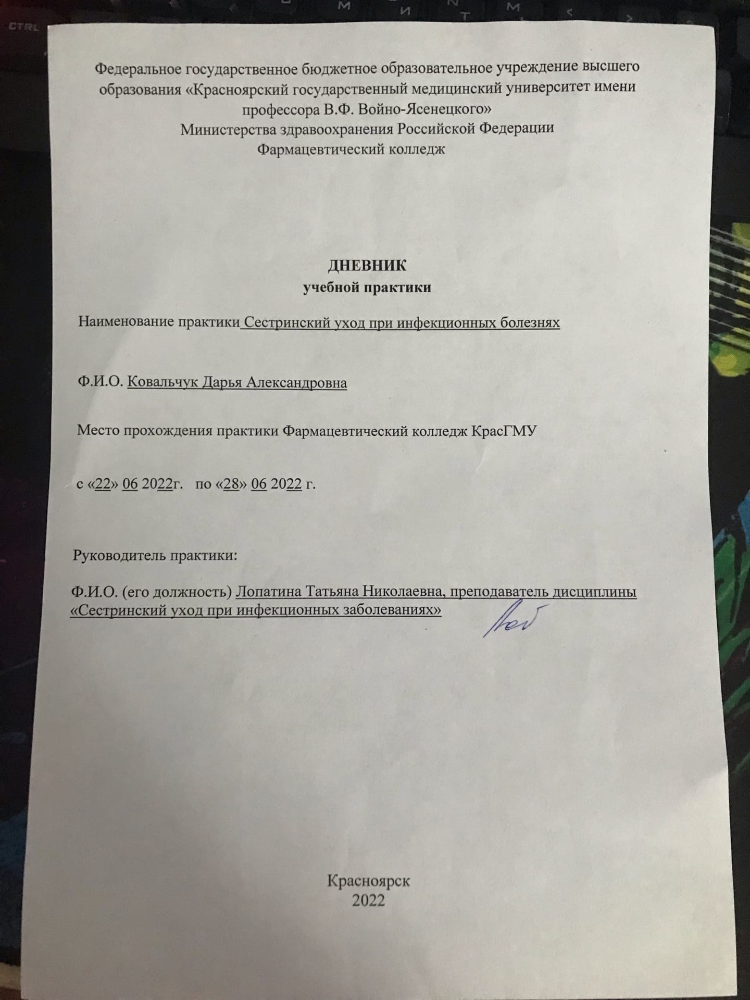 Федеральное государственное бюджетное образовательное учреждение высшего
образования «Красноярский государственный медицинский университет имени
профессора В.Ф. Войно-Ясенецкого»
Министерства здравоохранения Российской Федерации
Фармацевтический колледж
ДНЕВНИК
учебной практики
Наименование практики Сестринский уход при инфекционных болезнях
Ф.И.О. Ковальчук Дарья Александровна
Место прохождения практики Фармацевтический колледж КрасГМУ
с «22» 06 2022г. по «28» 06 2022 г.
Руководитель практики:
Ф.И.О. (его должность) Лопатина Татьяна Николаевна, преподаватель дисциплины
«Сестринский уход при инфекционных заболеваниях»
Красноярск
2022
CTRL